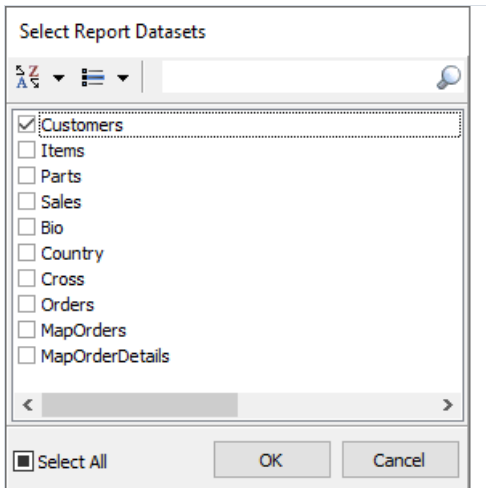 Select Report Datasets
Customers
Items
Parts
Sales
Bio
Country
Cross
Orders
MapOrders
MapOrderDetails
Select All OK Cancel